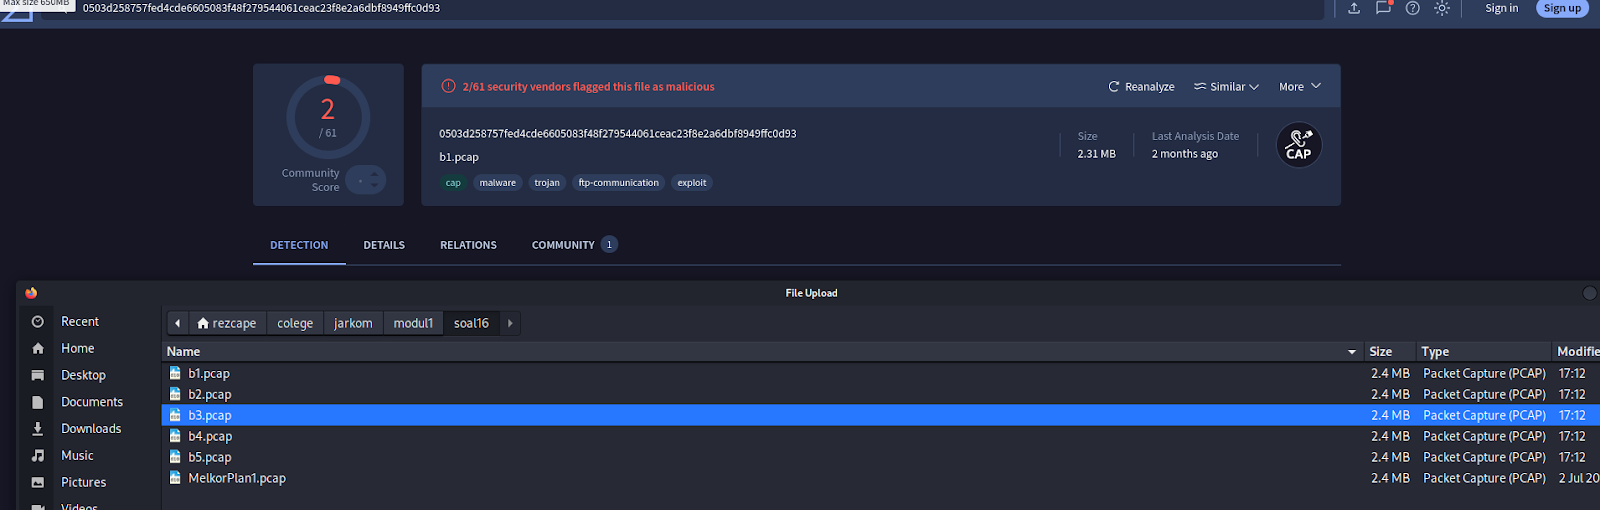 Max size 650MB
0503d258757fed4cde6605083f48f279544061ceac23f8e2a6dbf8949ffc0d93
Sign in
Sign up
2
/ 61
Community
Score
2/61 security vendors flagged this file as malicious
Reanalyze
Similar
More
0503d258757fed4cde6605083f48f279544061ceac23f8e2a6dbf8949ffc0d93
b1.pcap
cap
malware
trojan
ftp-communication
exploit
Size
2.31 MB
Last Analysis Date
2 months ago
CAP
DETECTION
DETAILS
RELATIONS
COMMUNITY 1
File Upload
Recent
Home
Desktop
Documents
Downloads
Music
Pictures
Videos
rezcape
colege
jarkom
modul1
soal16
Name Size Type Modifie
b1.pcap 2.4 MB Packet Capture (PCAP) 17:12
b2.pcap 2.4 MB Packet Capture (PCAP) 17:12
b3.pcap 2.4 MB Packet Capture (PCAP) 17:12
b4.pcap 2.4 MB Packet Capture (PCAP) 17:12
b5.pcap 2.4 MB Packet Capture (PCAP) 17:12
MelkorPlan1.pcap 2.4 MB Packet Capture (PCAP) 2 Jul 20